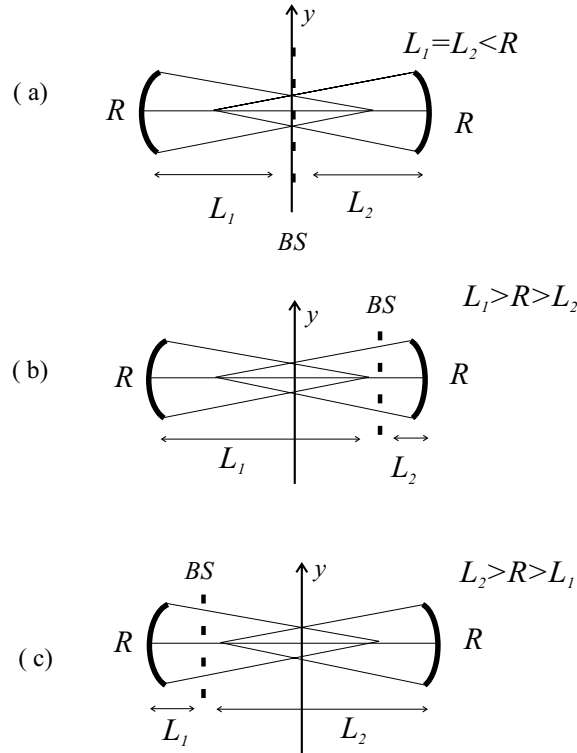 y
L₁=L₂<R
( a )
R
R
L₁
L₂
BS
L₁>R>L₂
BS
y
( b )
R
R
L₁
L₂
BS
y
L₂>R>L₁
R
R
( c )
L₁
L₂